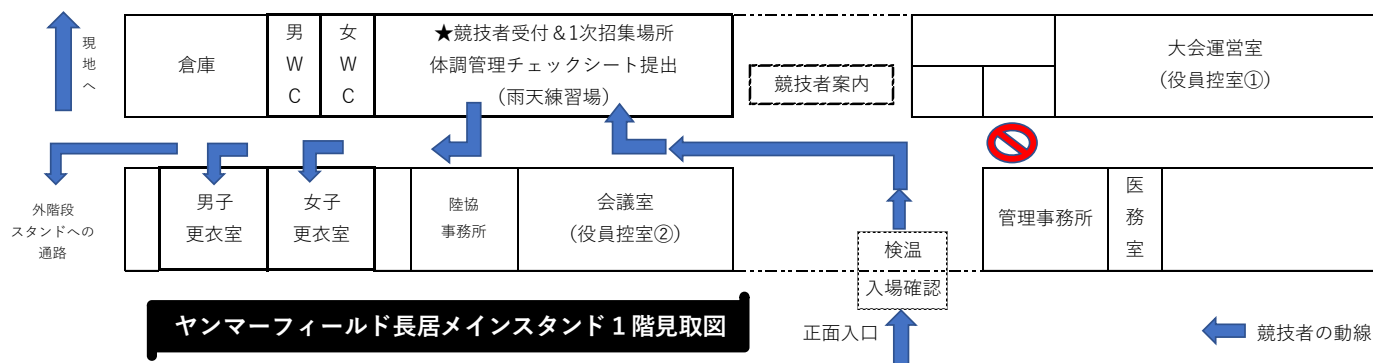 現地へ
倉庫
男WC
女WC
★競技者受付＆1次招集場所
体調管理チェックシート提出
（雨天練習場）
競技者案内
大会運営室
（役員控室①）
外階段
スタンドへの
通路
男子
更衣室
女子
更衣室
陸協
事務所
会議室
（役員控室②）
検温
入場確認
管理事務所
医務室
ヤンマーフィールド長居メインスタンド１階見取図
正面入口
競技者の動線